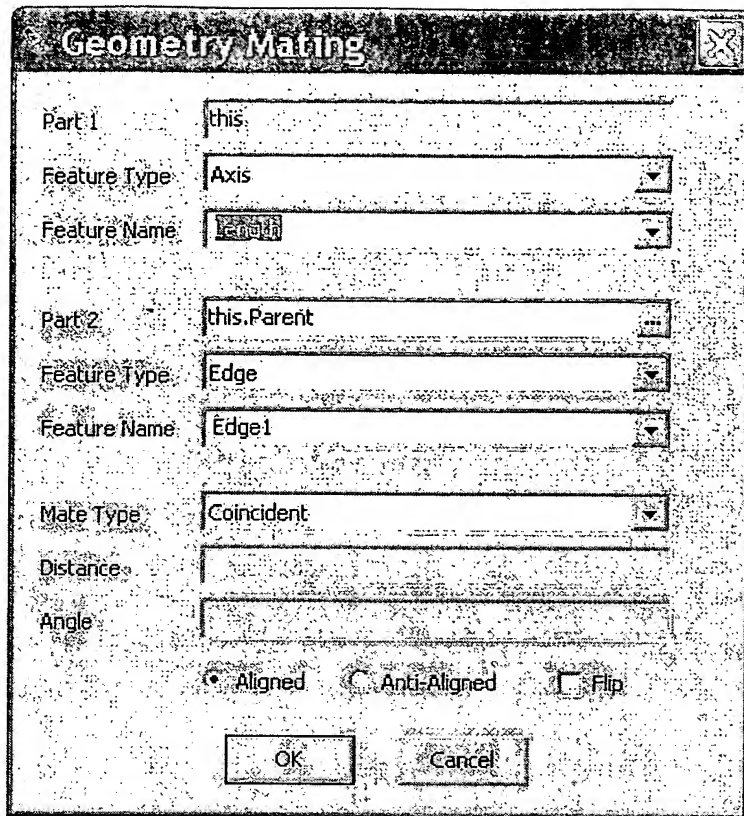 Geometry Mating
Part 1 this
Feature Type Axis
Feature Name length
Part 2 this.Parent ...
Feature Type Edge
Feature Name Edge1
Mate Type Coincident
Distance
Angle
Aligned Anti-Aligned Flip
OK Cancel